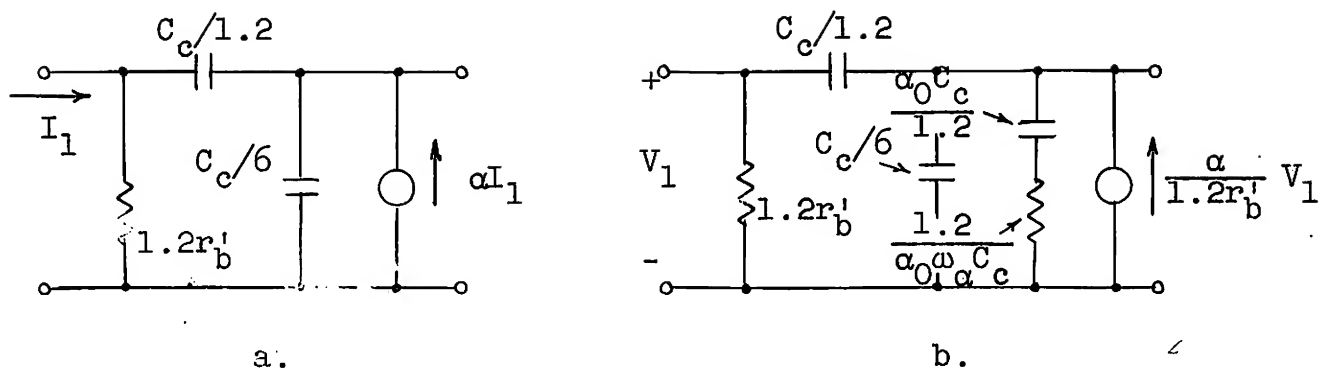 C_c/1.2
I_1
1.2r_b'
C_c/6
αI_1
a.
C_c/1.2
+
V_1
-
1.2r_b'
α_0C_c
1.2
C_c/6
1.2
α_0ω_αC_c
α
1.2r_b'
V_1
b.